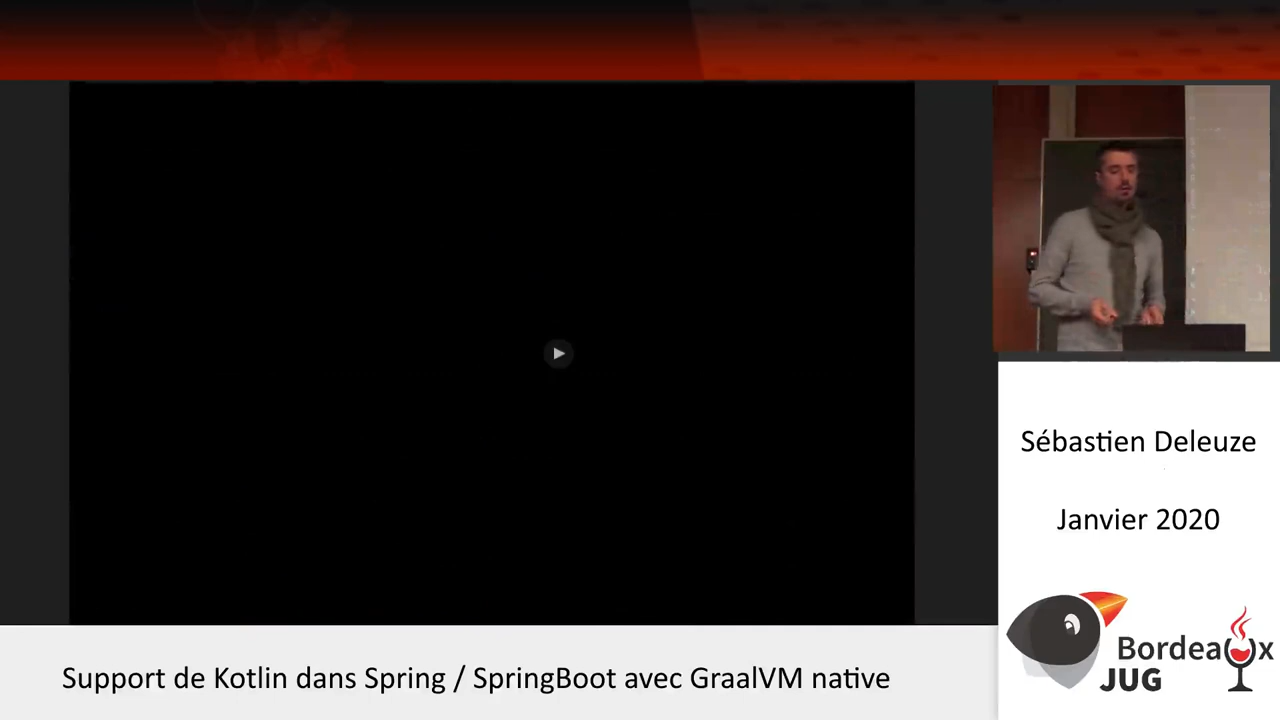 Sébastien Deleuze
Janvier 2020
Bordeaux
JUG
Support de Kotlin dans Spring / SpringBoot avec GraalVM native